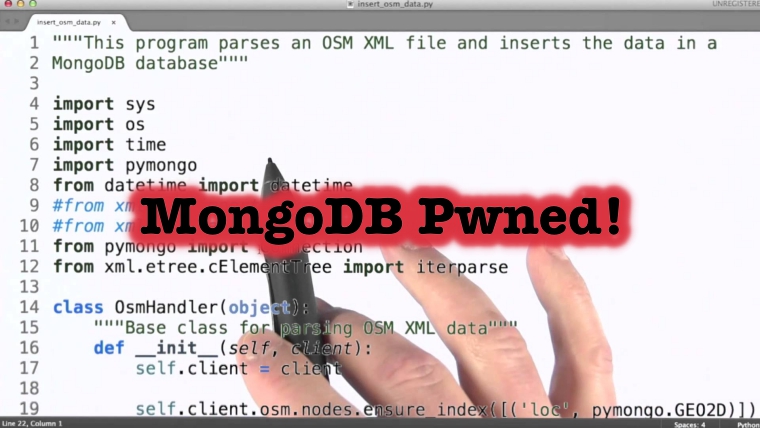 insert_osm_data.py
UNREGISTERE
insert_osm_data.py ×
1 """This program parses an OSM XML file and inserts the data in a
2 MongoDB database"""
3
4 import sys
5 import os
6 import time
7 import pymongo
8 from datetime import datetime
9 #from xm
10 #from xm
MongoDB Pwned!
11 from pymongo import
12 from xml.etree.cElementTree import iterparse
13
14 class OsmHandler(object):
15 """Base class for parsing OSM XML data"""
16 def __init__(self, client):
17 self.client = client
18
19 self.client.osm.nodes.ensure_index([('loc', pymongo.GEO2D)])
Line 22, Column 1
Spaces: 4
Python